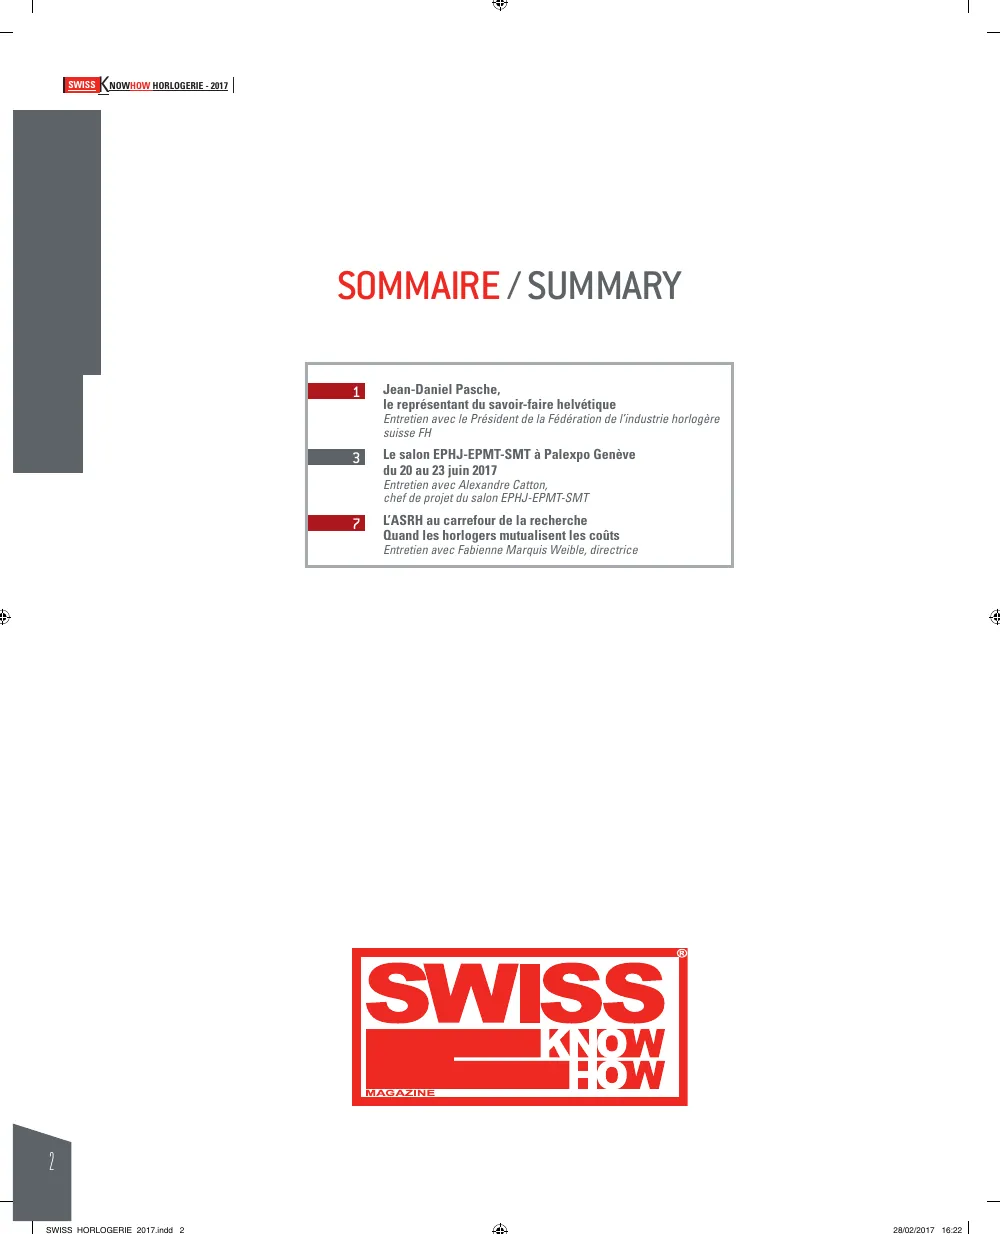 SWISS KNOWHOW HORLOGERIE - 2017
SOMMAIRE / SUMMARY
1
Jean-Daniel Pasche,
le représentant du savoir-faire helvétique
Entretien avec le Président de la Fédération de l’industrie horlogère
suisse FH
3
Le salon EPHJ-EPMT-SMT à Palexpo Genève
du 20 au 23 juin 2017
Entretien avec Alexandre Catton,
chef de projet du salon EPHJ-EPMT-SMT
7
L’ASRH au carrefour de la recherche
Quand les horlogers mutualisent les coûts
Entretien avec Fabienne Marquis Weible, directrice
®
SWISS
KNOW
HOW
MAGAZINE
2
SWISS HORLOGERIE 2017.indd 2
28/02/2017 16:22